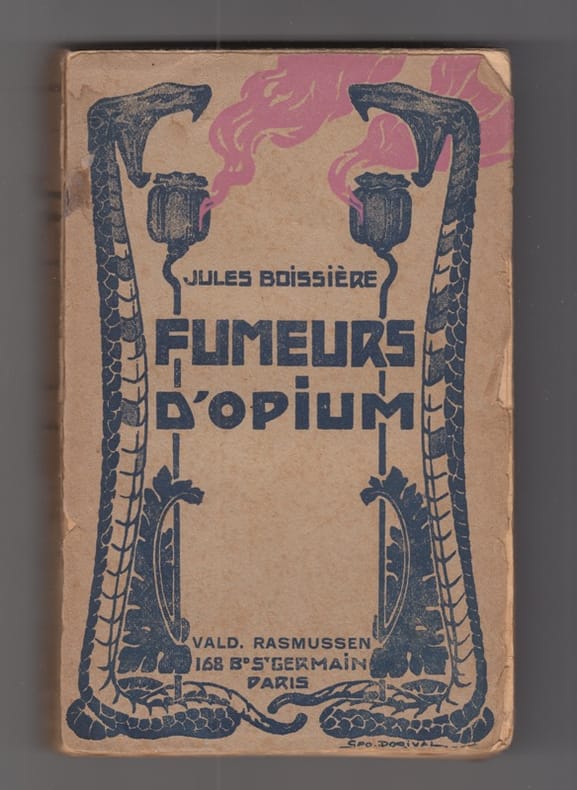 JULES BOISSIÈRE
FUMEURS
D'OPIUM
VALD. RASMUSSEN
168 BD ST GERMAIN
PARIS
GEO. DORIVAL